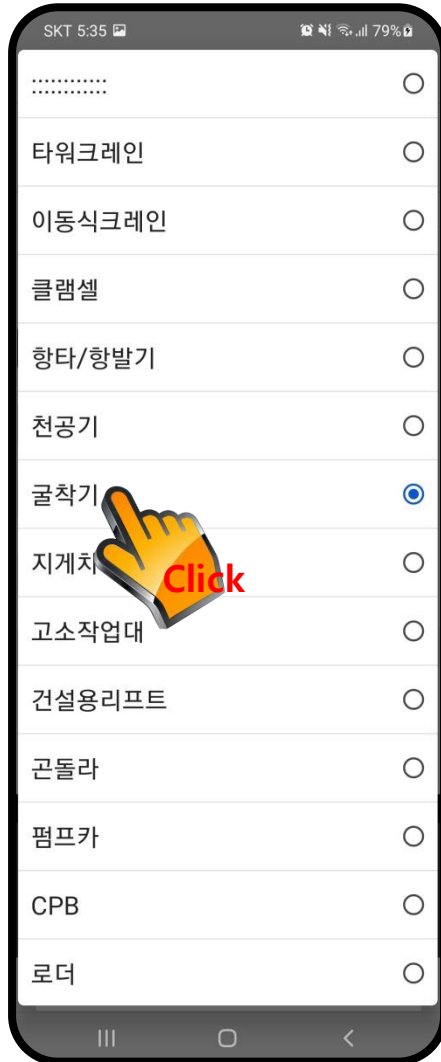 SKT 5:35 79%
::::::::::::
타워크레인
이동식크레인
클램셀
항타/항발기
천공기
굴착기
지게차
Click
고소작업대
건설용리프트
곤돌라
펌프카
CPB
로더